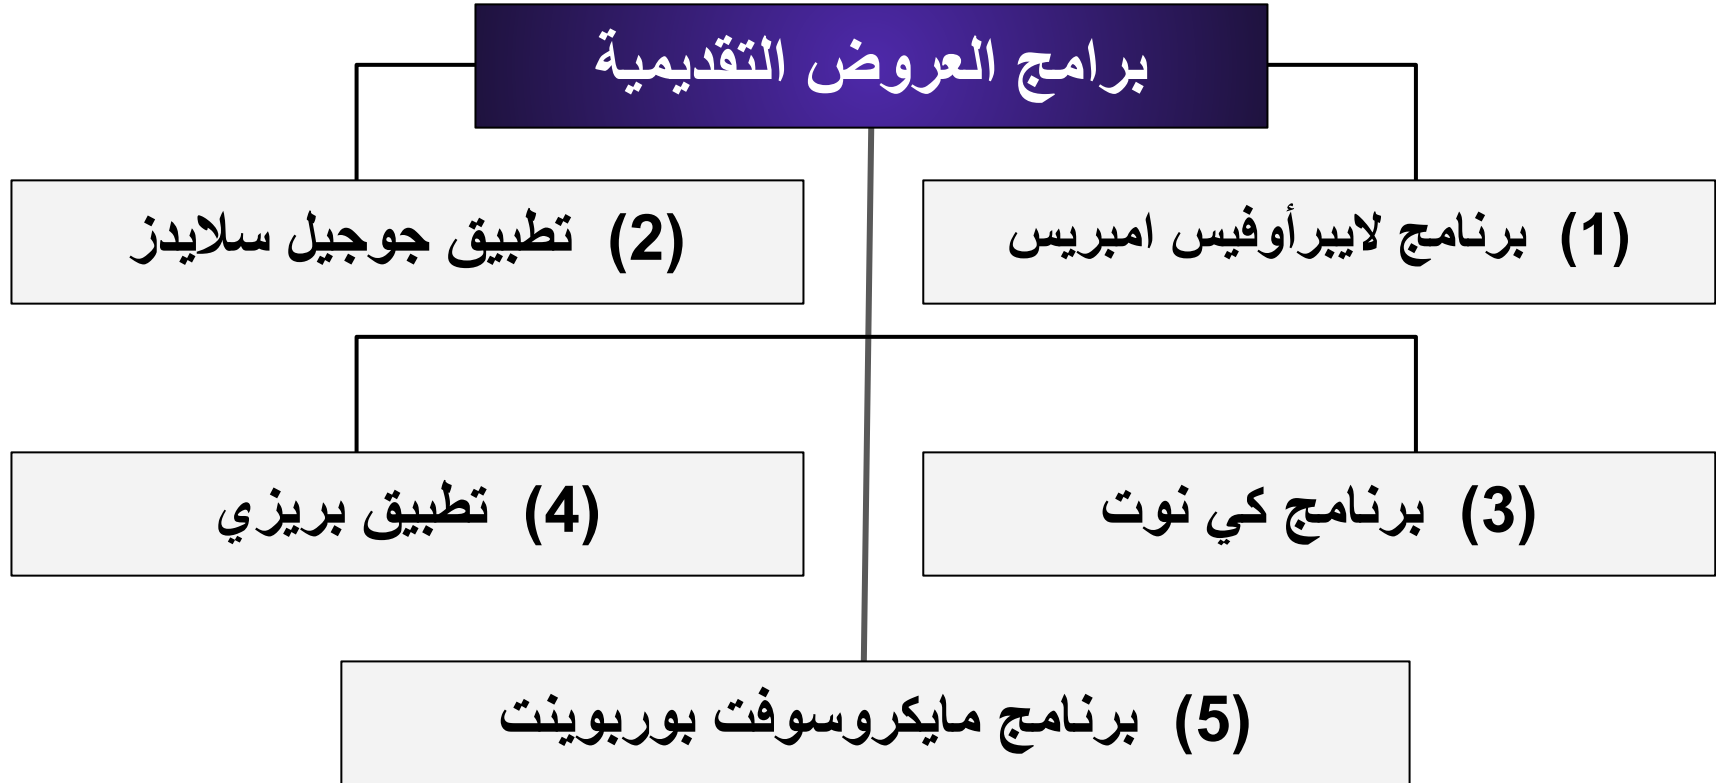 برامج العروض التقديمية
(1) برنامج لايبرأوفيس امبريس
(2) تطبيق جوجيل سلايدز
(3) برنامج كي نوت
(4) تطبيق بريزي
(5) برنامج مايكروسوفت بوربوينت